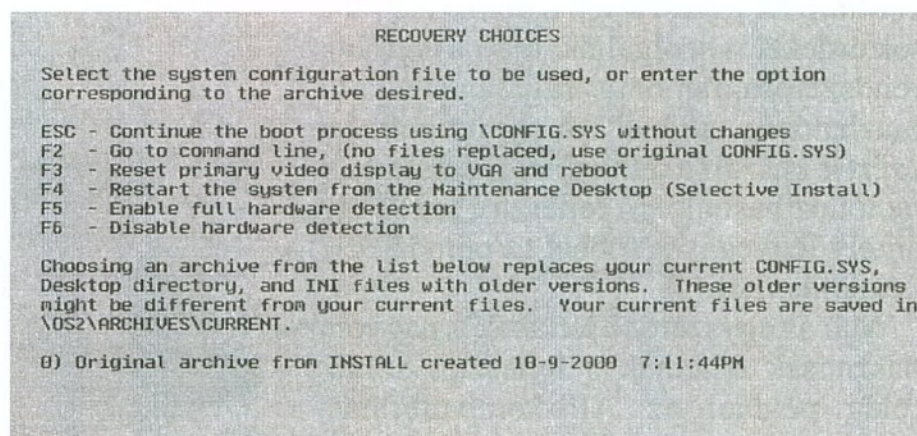 RECOVERY CHOICES
Select the system configuration file to be used, or enter the option
corresponding to the archive desired.
ESC - Continue the boot process using \CONFIG.SYS without changes
F2 - Go to command line, (no files replaced, use original CONFIG.SYS)
F3 - Reset primary video display to VGA and reboot
F4 - Restart the system from the Maintenance Desktop (Selective Install)
F5 - Enable full hardware detection
F6 - Disable hardware detection
Choosing an archive from the list below replaces your current CONFIG.SYS,
Desktop directory, and INI files with older versions. These older versions
might be different from your current files. Your current files are saved in
\OS2\ARCHIVES\CURRENT.
0) Original archive from INSTALL created 10-9-2000 7:11:44PM